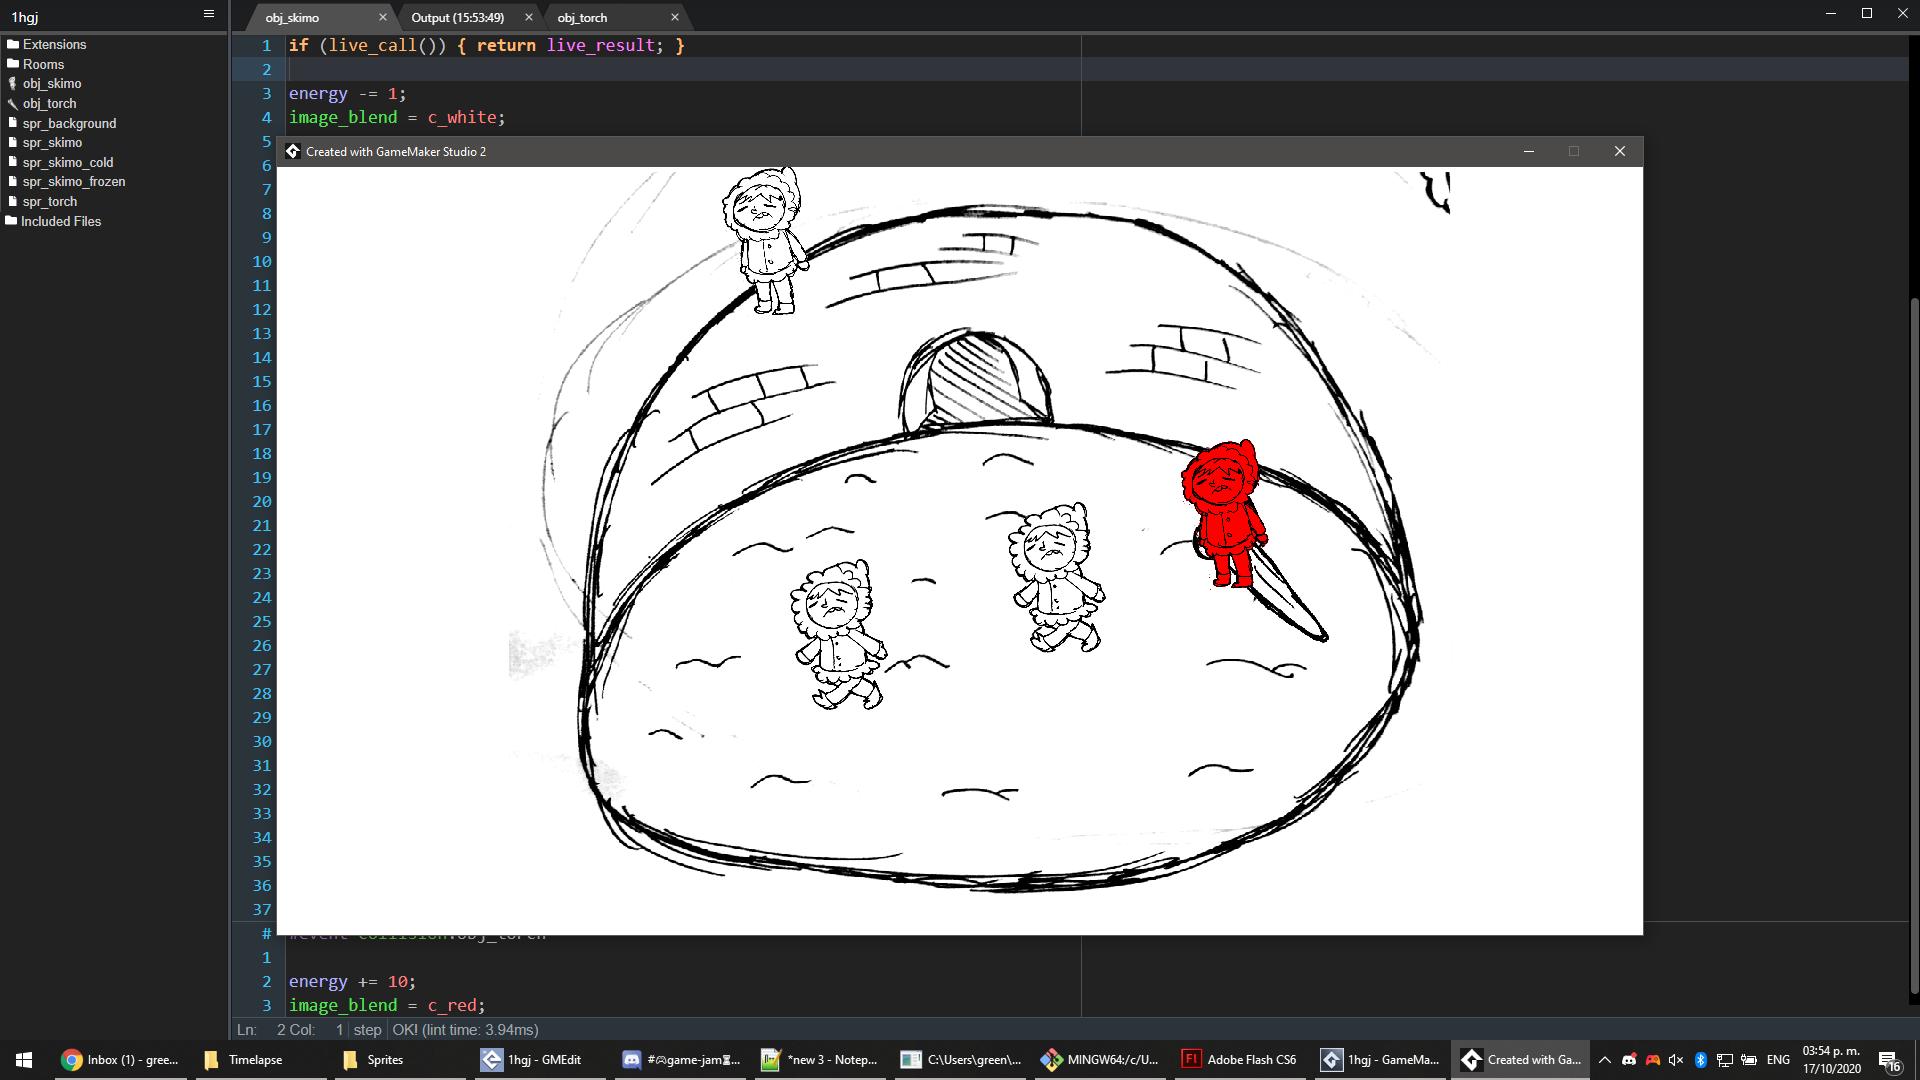 1hgj
obj_skimo
Output (15:53:49)
obj_torch
Extensions
Rooms
obj_skimo
obj_torch
spr_background
spr_skimo
spr_skimo_cold
spr_skimo_frozen
spr_torch
Included Files
1 if (live_call()) { return live_result; }
2
3 energy -= 1;
4 image_blend = c_white;
5
6
7
8
9
10
11
12
13
14
15
16
17
18
19
20
21
22
23
24
25
26
27
28
29
30
31
32
33
34
35
36
37
Created with GameMaker Studio 2
#
1
2 energy += 10;
3 image_blend = c_red;
Ln: 2 Col: 1 step OK! (lint time: 3.94ms)
Inbox (1) - gree...
Timelapse
Sprites
1hgj - GMEdit
*new 3 - Notep...
C:\Users\green\...
MINGW64:/c/U...
Adobe Flash CS6
1hgj - GameMa...
Created with Ga...
ENG
03:54 p. m.
17/10/2020
16